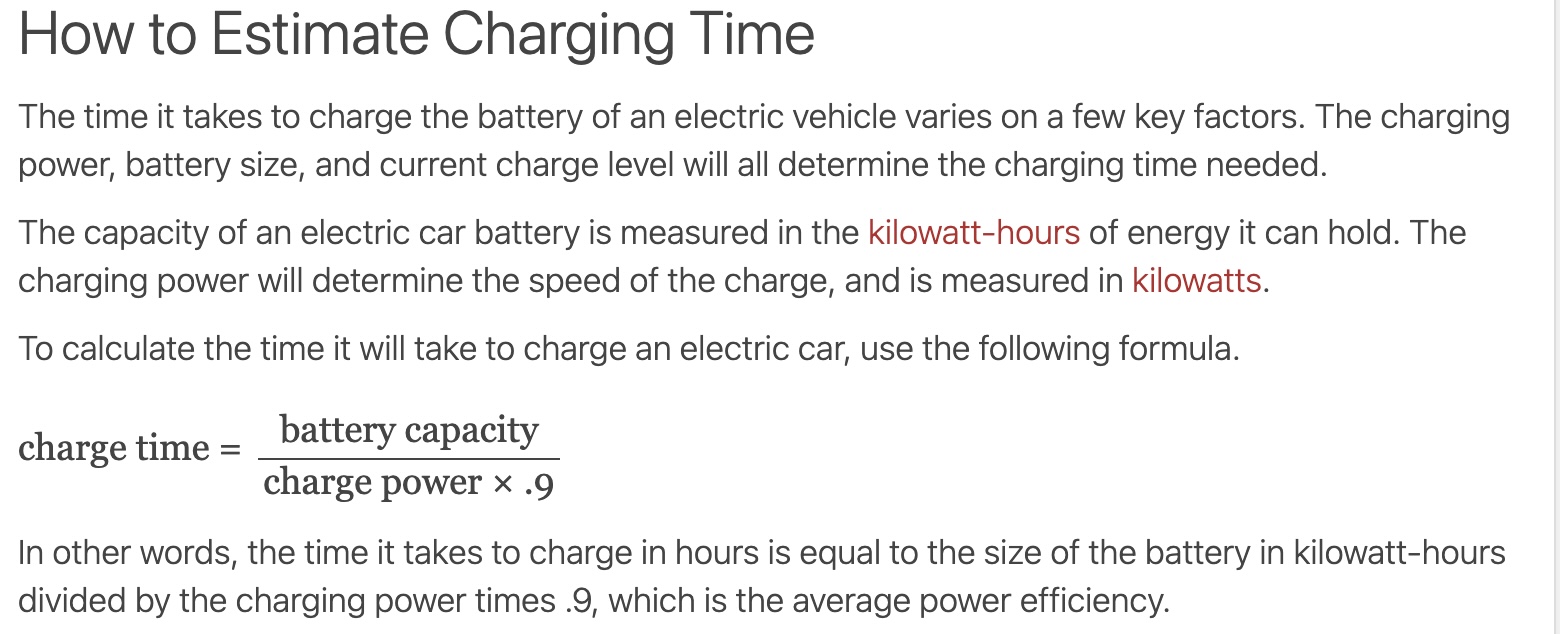 How to Estimate Charging Time
The time it takes to charge the battery of an electric vehicle varies on a few key factors. The charging
power, battery size, and current charge level will all determine the charging time needed.
The capacity of an electric car battery is measured in the kilowatt-hours of energy it can hold. The
charging power will determine the speed of the charge, and is measured in kilowatts.
To calculate the time it will take to charge an electric car, use the following formula.
charge time = battery capacity
charge power × .9
In other words, the time it takes to charge in hours is equal to the size of the battery in kilowatt-hours
divided by the charging power times .9, which is the average power efficiency.